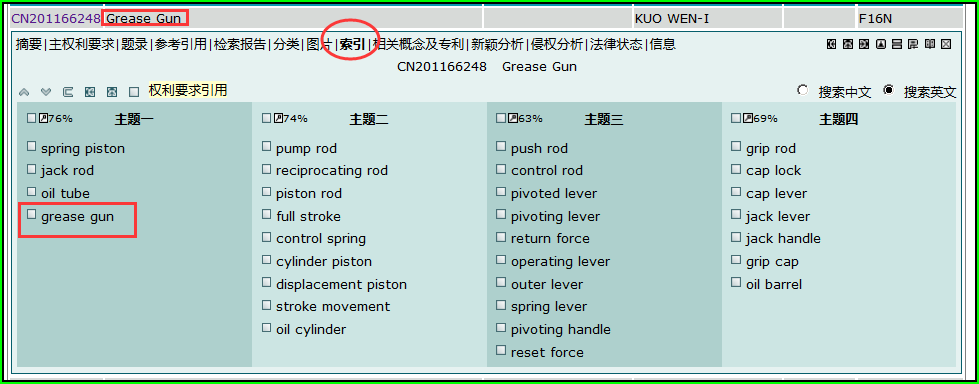 CN201166248 Grease Gun KUO WEN-I F16N
摘要|主权利要求|题录|参考引用|检索报告|分类|图片|索引|相关概念及专利|新颖分析|侵权分析|法律状态|信息
CN201166248 Grease Gun
权利要求引用 搜索中文 搜索英文
76% 主题一
spring piston
jack rod
oil tube
grease gun
74% 主题二
pump rod
reciprocating rod
piston rod
full stroke
control spring
cylinder piston
displacement piston
stroke movement
oil cylinder
63% 主题三
push rod
control rod
pivoted lever
pivoting lever
return force
operating lever
outer lever
spring lever
pivoting handle
reset force
69% 主题四
grip rod
cap lock
cap lever
jack lever
jack handle
grip cap
oil barrel